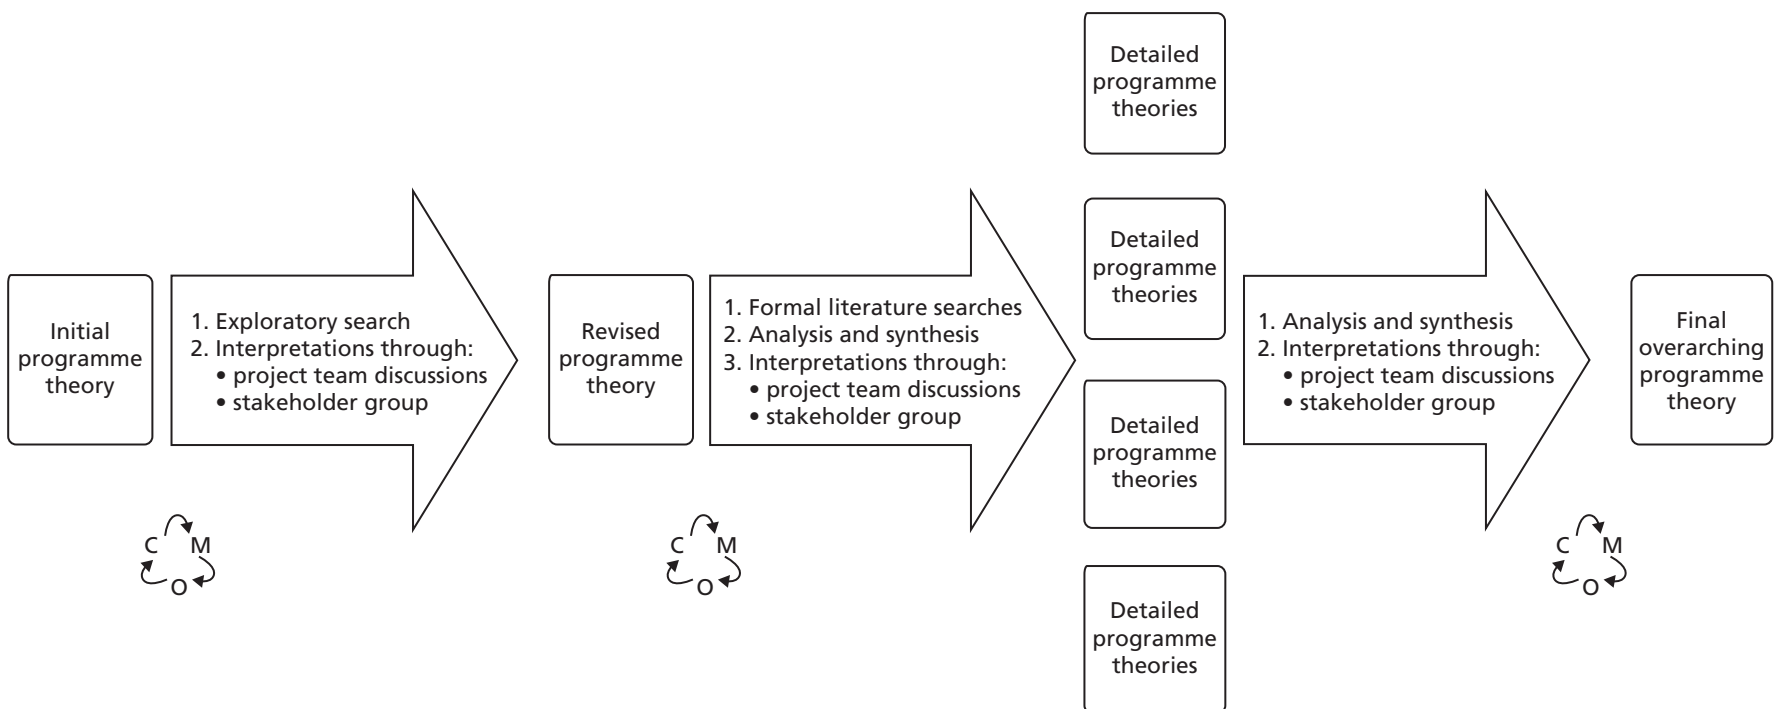 Initial
programme
theory
1. Exploratory search
2. Interpretations through:
• project team discussions
• stakeholder group
C
M
O
Revised
programme
theory
1. Formal literature searches
2. Analysis and synthesis
3. Interpretations through:
• project team discussions
• stakeholder group
C
M
O
Detailed
programme
theories
Detailed
programme
theories
Detailed
programme
theories
Detailed
programme
theories
1. Analysis and synthesis
2. Interpretations through:
• project team discussions
• stakeholder group
C
M
O
Final
overarching
programme
theory